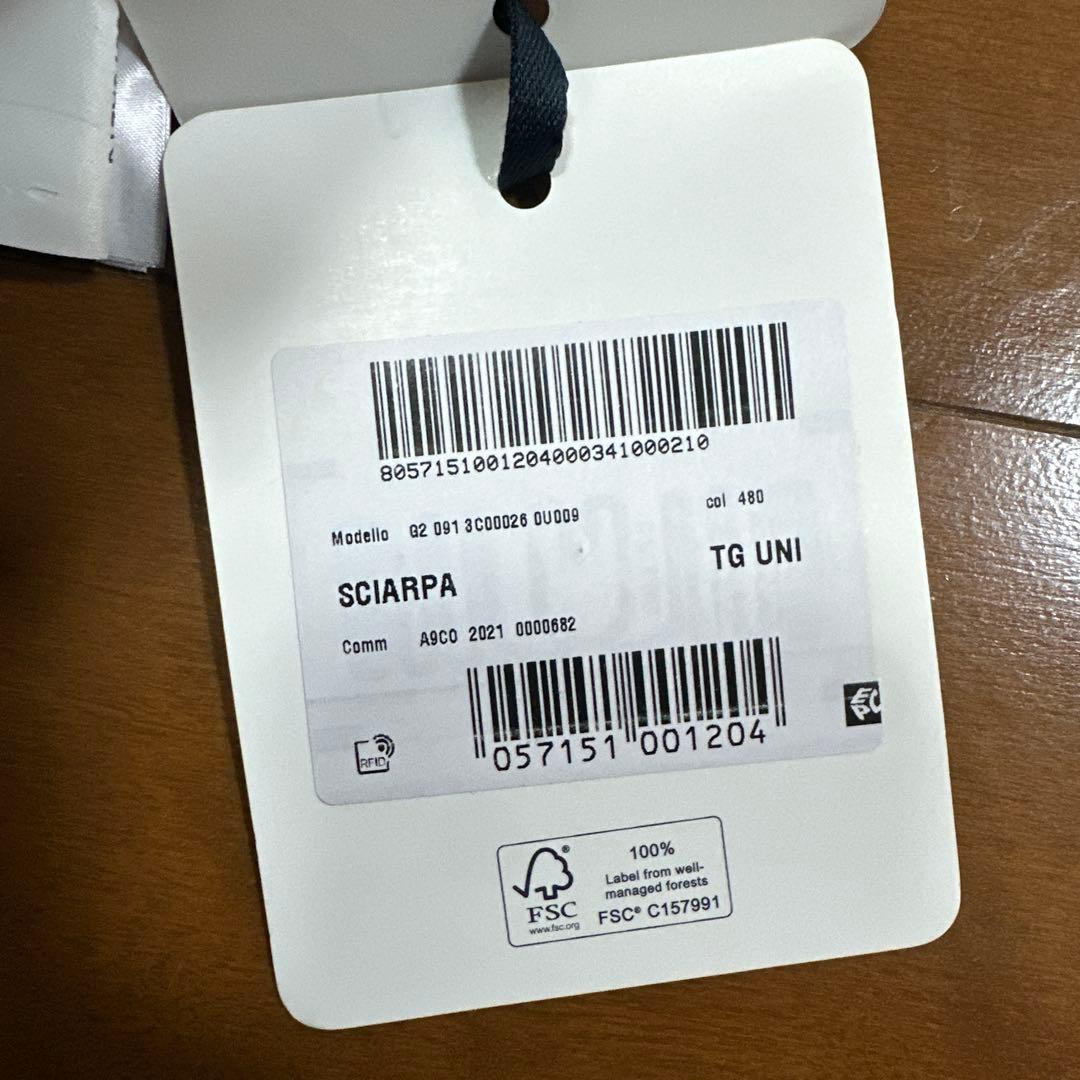 8057151001204000341000210
Modello G2 091 3C00026 0U009
col 480
SCIARPA
TG UNI
Comm A9C0 2021 0000682
057151 001204
RFID
EPC
100%
Label from well-
managed forests
FSC® C157991
®
FSC
www.fsc.org